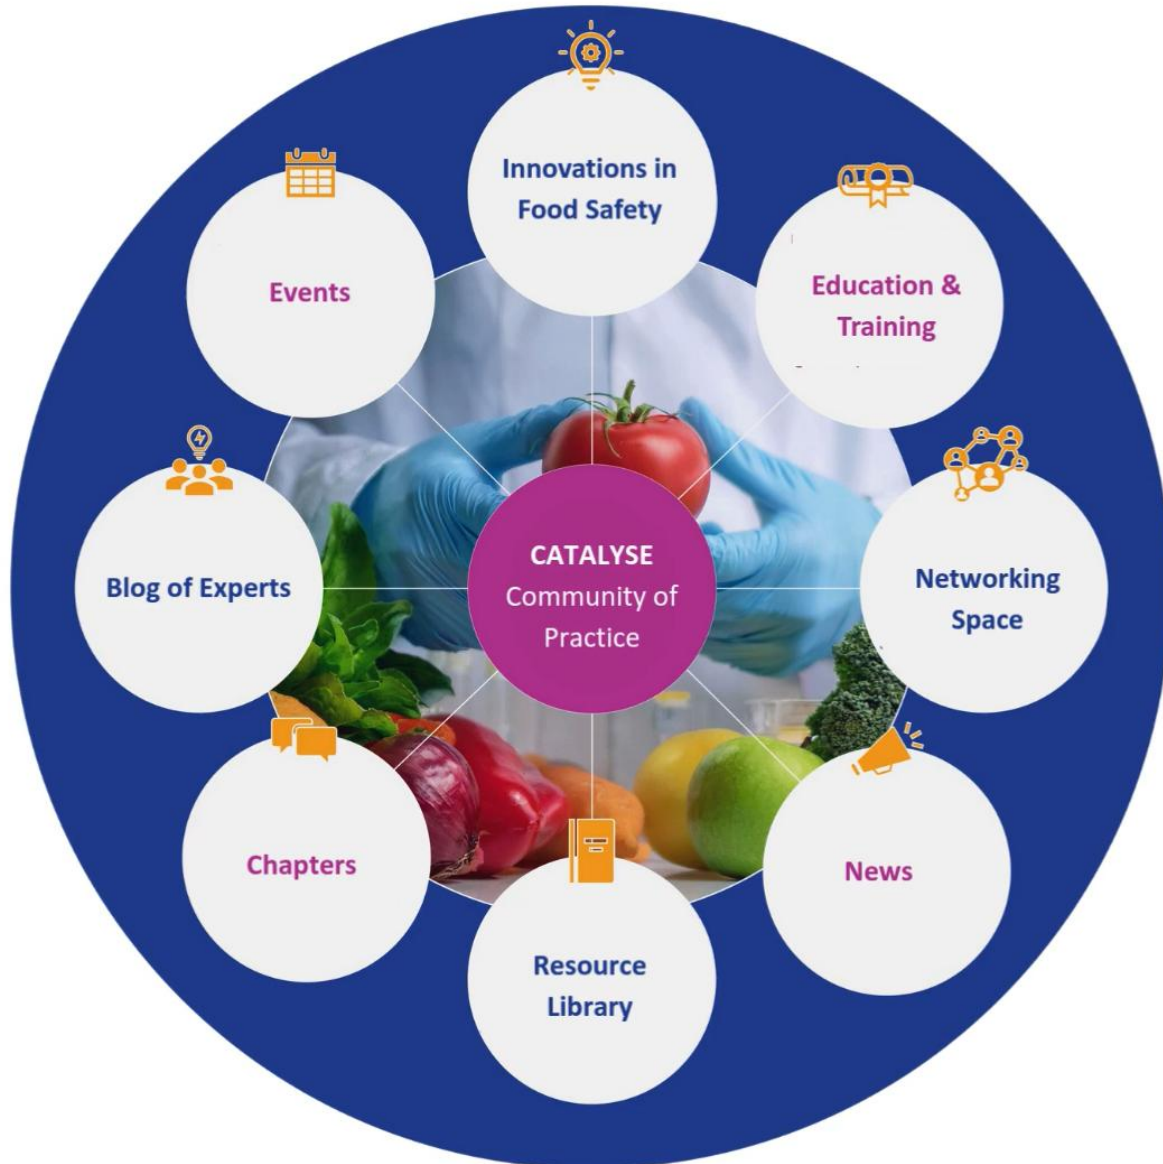 Innovations in
Food Safety
Events
Education &
Training
CATALYSE
Community of
Practice
Blog of Experts
Networking
Space
Chapters
News
Resource
Library